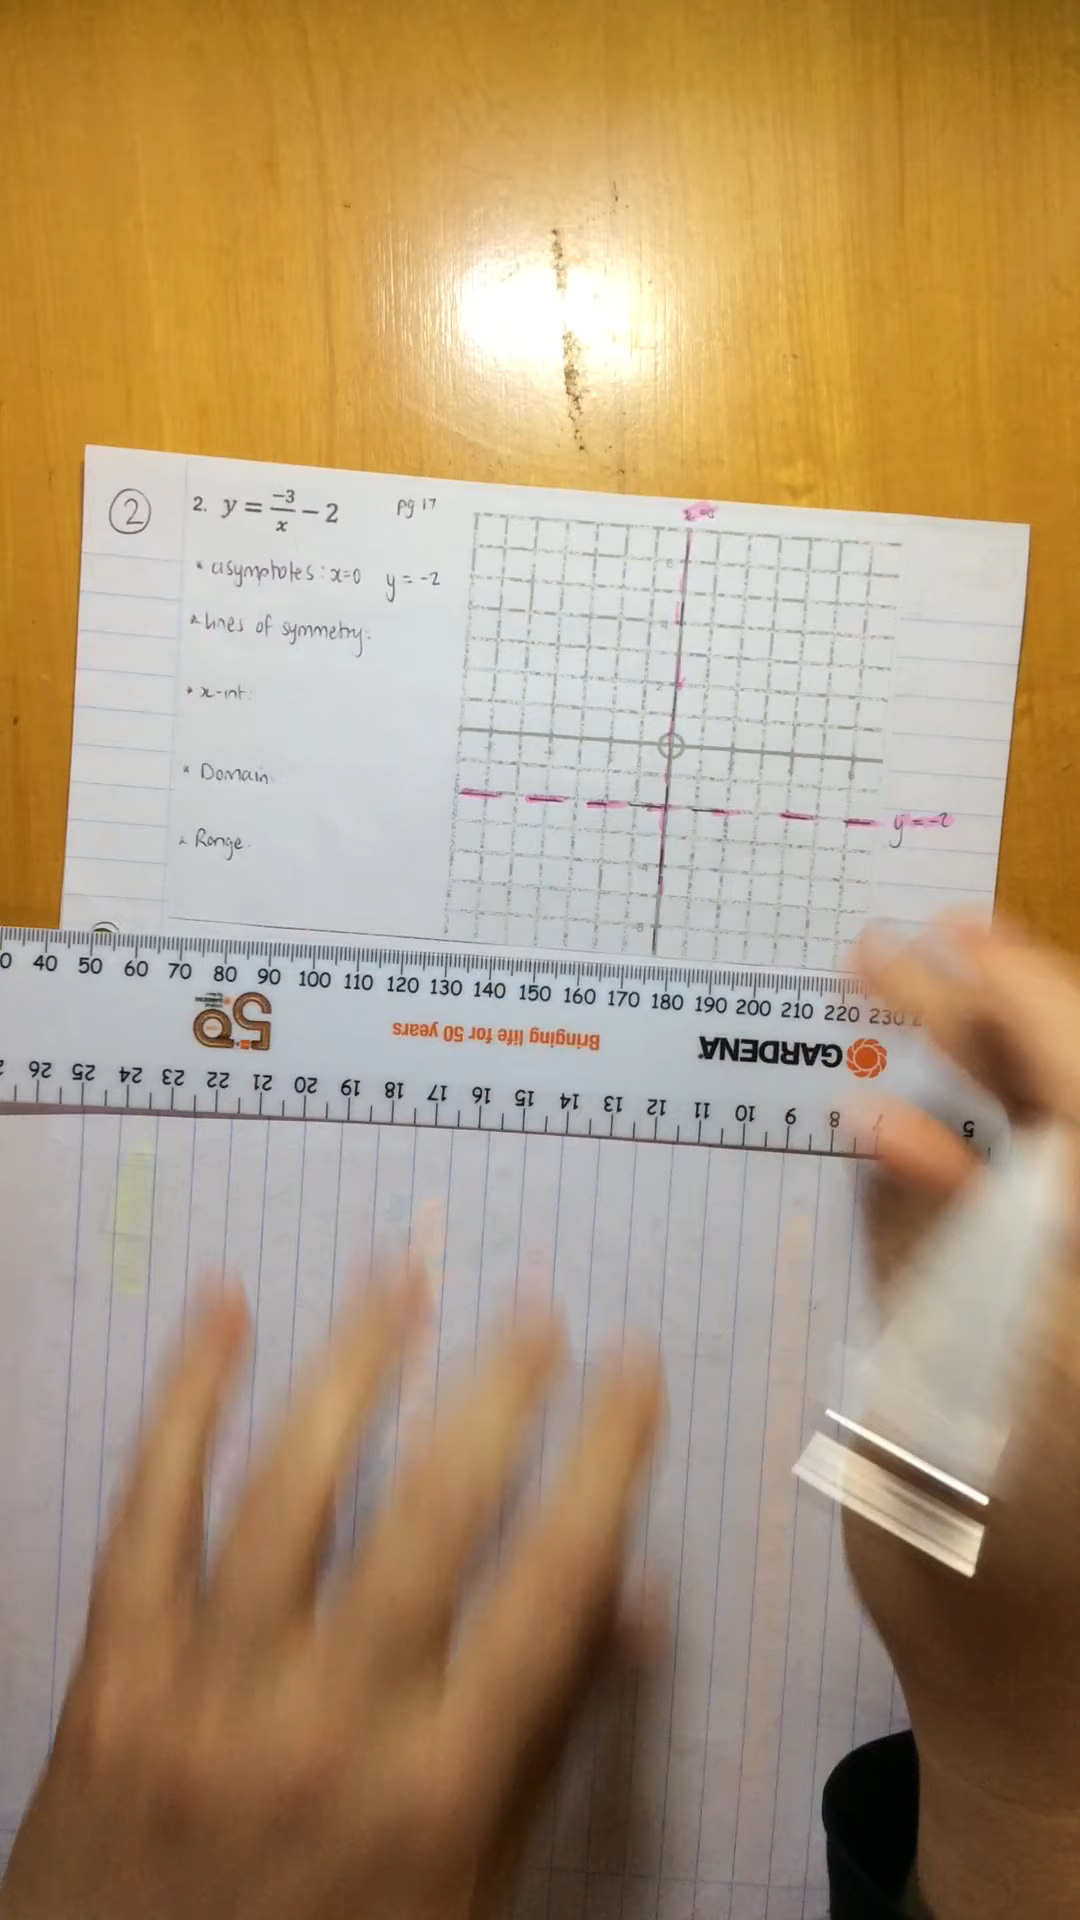 2
2. y = -3/x - 2
pg 17
* asymptotes: x=0 y = -2
* lines of symmetry:
* x-int:
* Domain:
* Range:
y = -2
40 50 60 70 80 90 100 110 120 130 140 150 160 170 180 190 200 210 220 230
50
Bringing life for 50 years
GARDENA
26 25 24 23 22 21 20 19 18 17 16 15 14 13 12 11 10 9 8 7 5